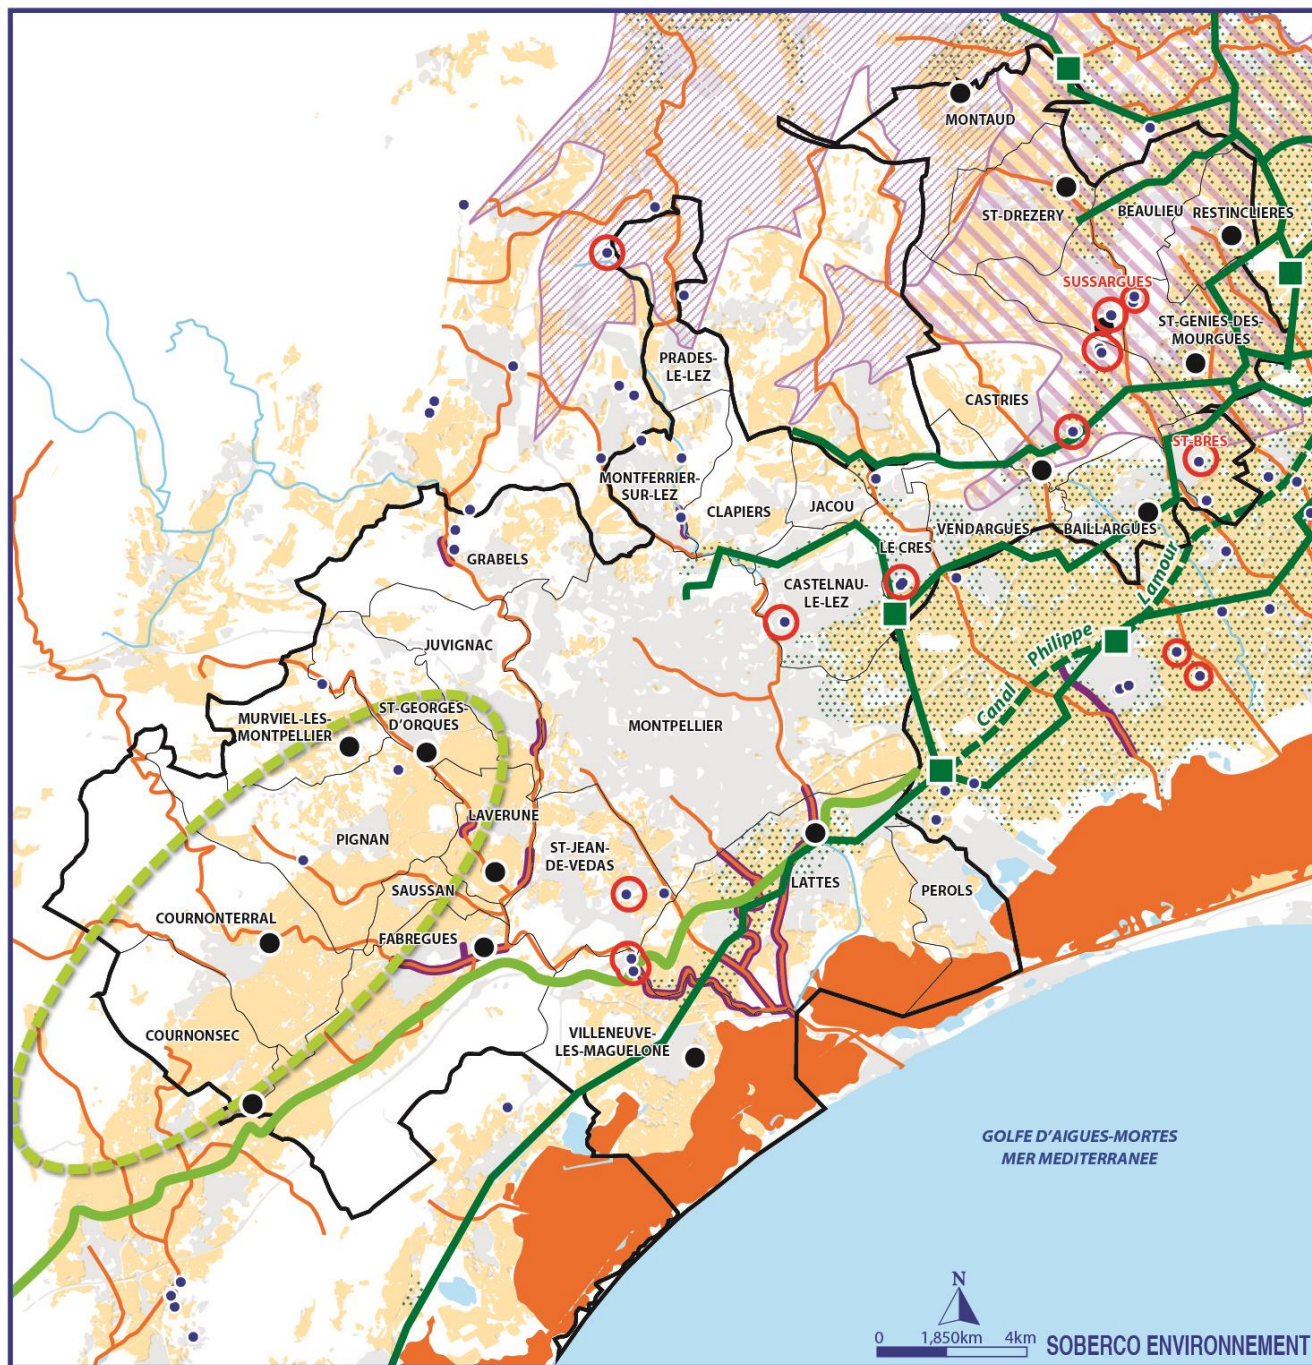 MONTAUD
ST-DREZERY
BEAULIEU
RESTINCLIERES
SUSSARGUES
ST-GENIES-DES-
MOURGUES
PRADES-
LE-LEZ
CASTRIES
ST-BRES
MONTFERRIER-
SUR-LEZ
CLAPIERS
JACOU
VENDARGUES
BAILLARGUES
GRABELS
LE CRES
CASTELNAU-
LE-LEZ
Canal
Philippe
Lamour
JUVIGNAC
MURVIEL-LES-
MONTPELLIER
ST-GEORGES-
D'ORQUES
MONTPELLIER
LAVERUNE
PIGNAN
ST-JEAN-
DE-VEDAS
SAUSSAN
LATTES
PEROLS
COURNONTERRAL
FABREGUES
COURNONSEC
VILLENEUVE-
LES-MAGUELONE
GOLFE D'AIGUES-MORTES
MER MEDITERRANEE
N
0 1,850km 4km
SOBERCO ENVIRONNEMENT